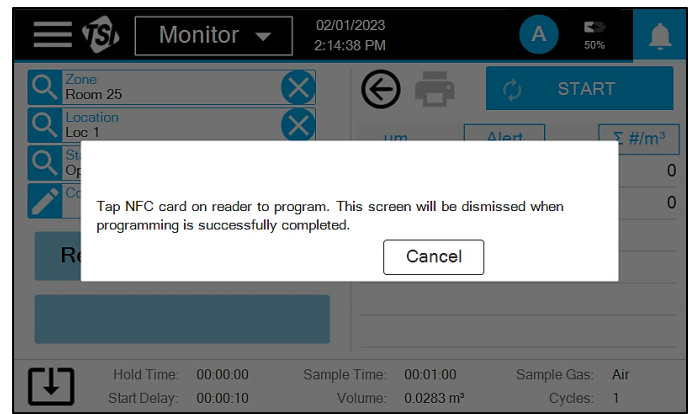 TSI Monitor 02/01/2023 A 50%
2:14:38 PM
Zone
Room 25
START
Location
Loc 1
um Alert Σ #/m³
0
0
Tap NFC card on reader to program. This screen will be dismissed when
programming is successfully completed.
Cancel
Hold Time: 00:00:00 Sample Time: 00:01:00 Sample Gas: Air
Start Delay: 00:00:10 Volume: 0.0283 m³ Cycles: 1